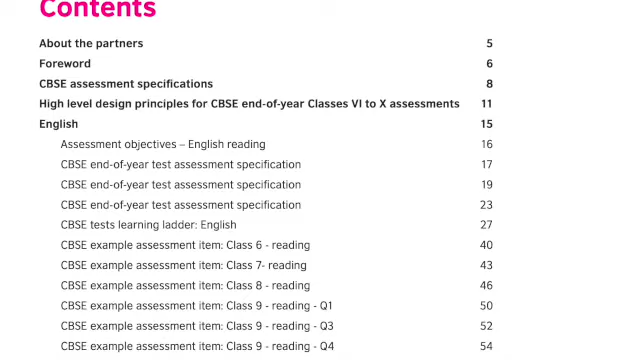 Contents
About the partners 5
Foreword 6
CBSE assessment specifications 8
High level design principles for CBSE end-of-year Classes VI to X assessments 11
English 15
Assessment objectives – English reading 16
CBSE end-of-year test assessment specification 17
CBSE end-of-year test assessment specification 19
CBSE end-of-year test assessment specification 23
CBSE tests learning ladder: English 27
CBSE example assessment item: Class 6 - reading 40
CBSE example assessment item: Class 7- reading 43
CBSE example assessment item: Class 8 - reading 46
CBSE example assessment item: Class 9 - reading - Q1 50
CBSE example assessment item: Class 9 - reading - Q3 52
CBSE example assessment item: Class 9 - reading - Q4 54